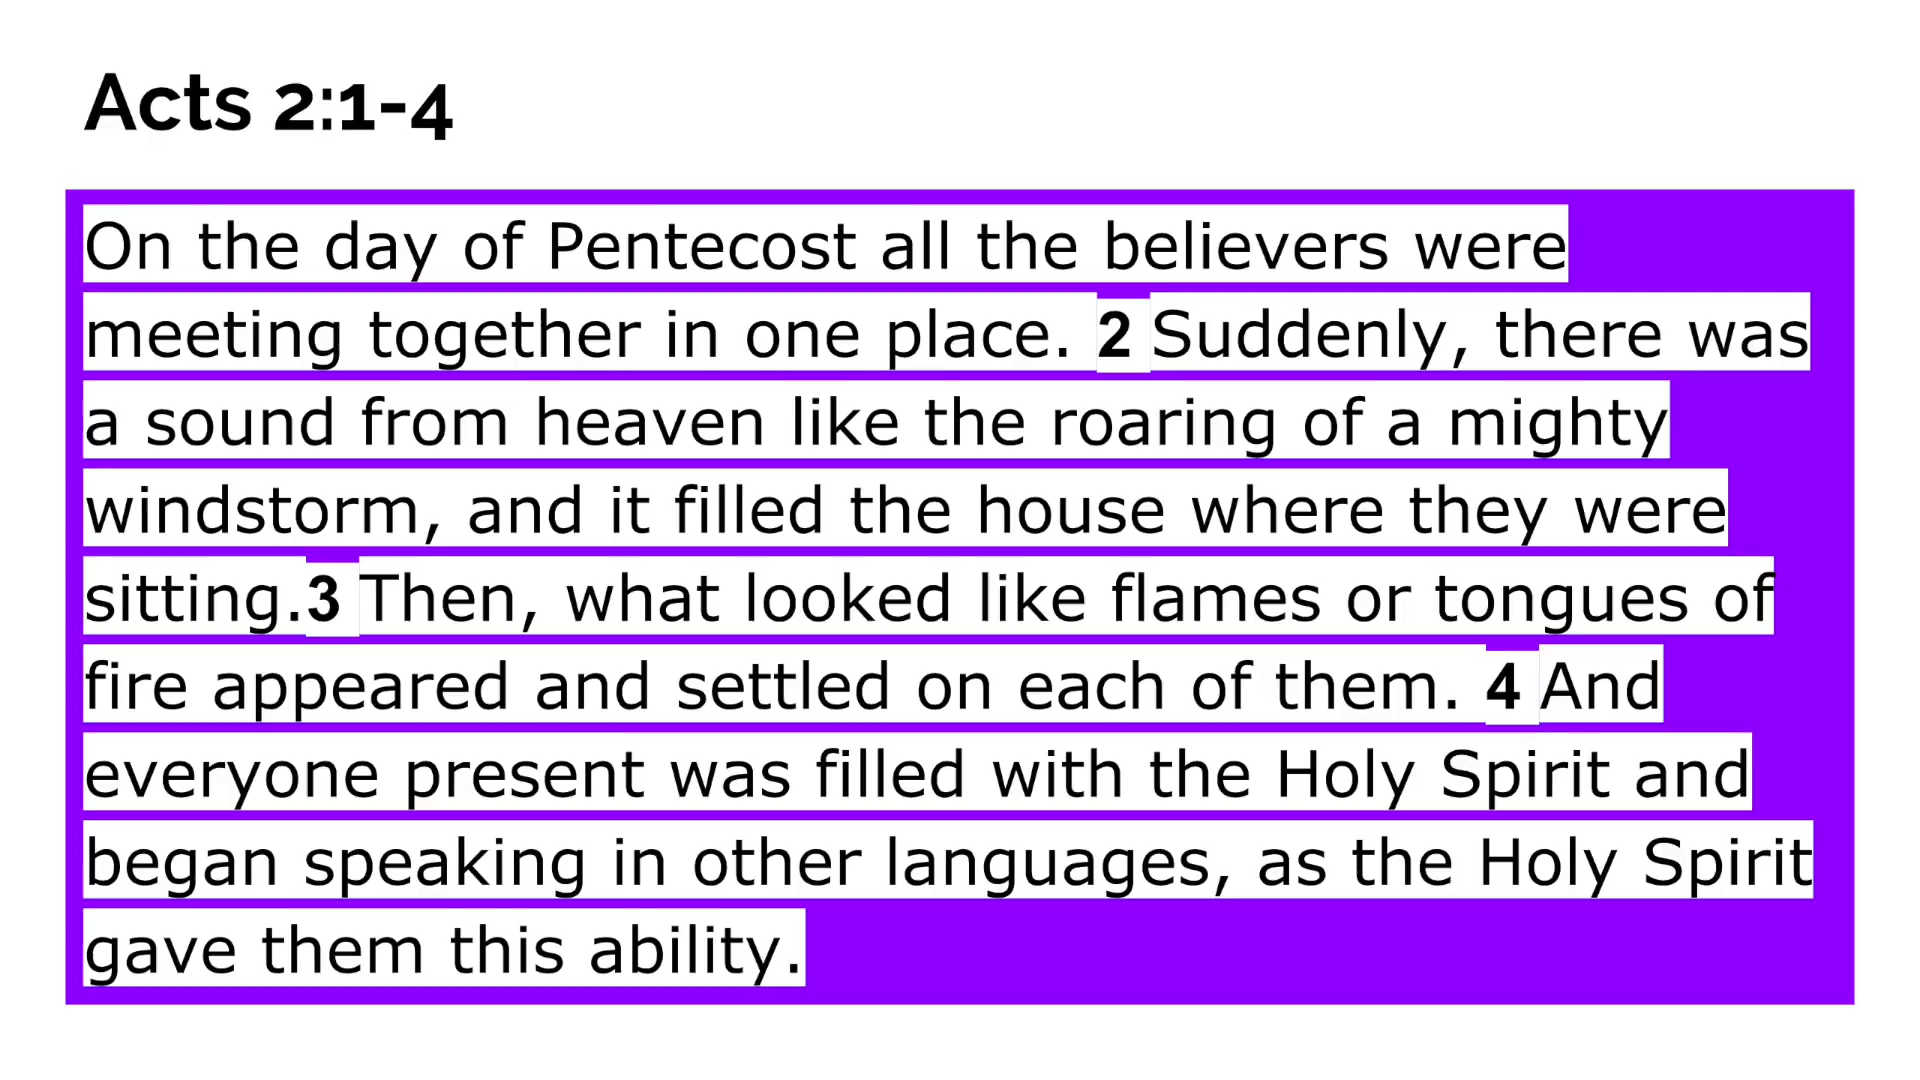 Acts 2:1-4
On the day of Pentecost all the believers were
meeting together in one place. 2 Suddenly, there was
a sound from heaven like the roaring of a mighty
windstorm, and it filled the house where they were
sitting.3 Then, what looked like flames or tongues of
fire appeared and settled on each of them. 4 And
everyone present was filled with the Holy Spirit and
began speaking in other languages, as the Holy Spirit
gave them this ability.